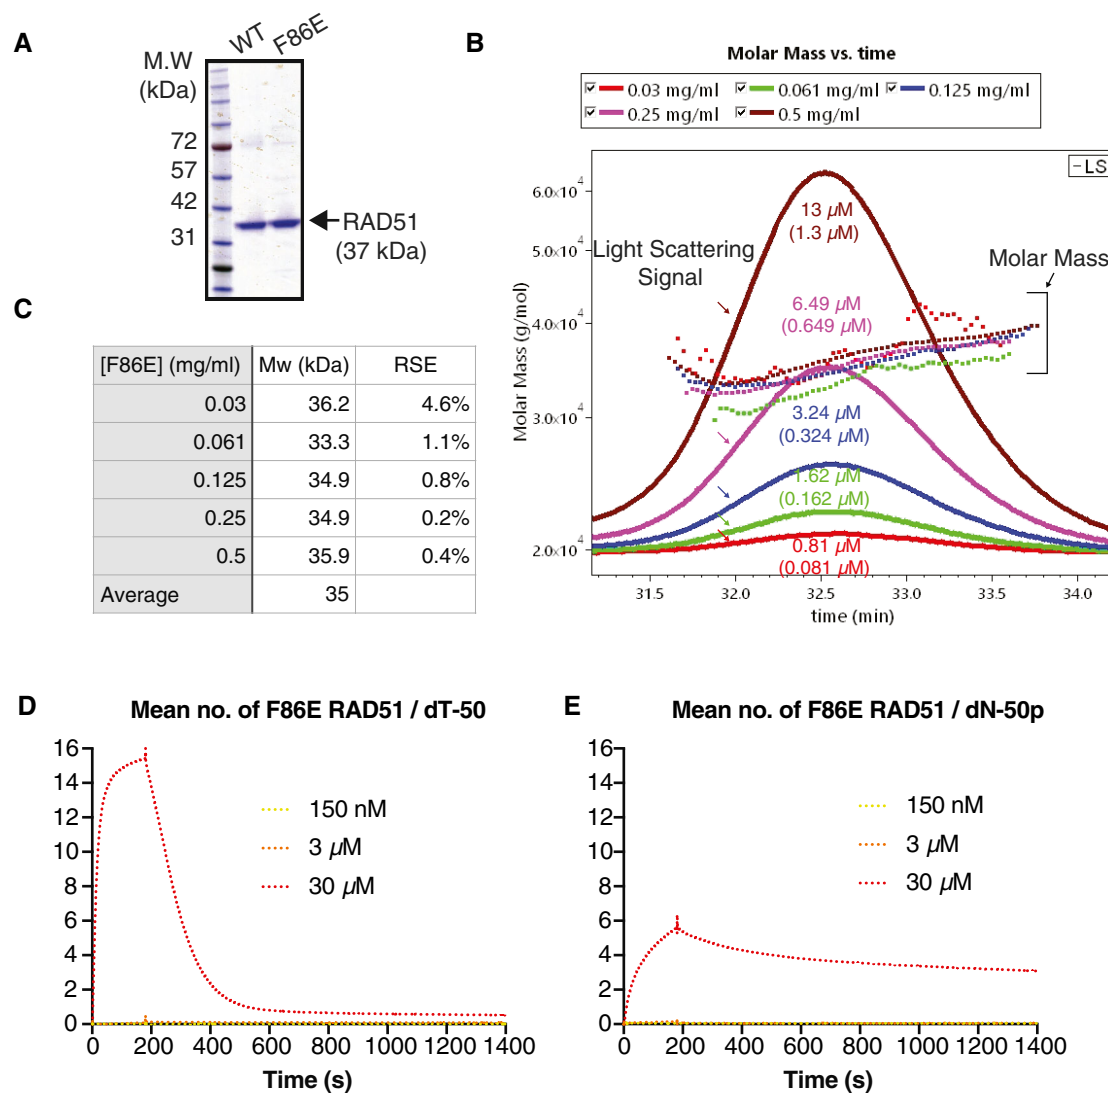 A
WT F86E
M.W
(kDa)
72
57
42
31
RAD51
(37 kDa)
B
Molar Mass vs. time
0.03 mg/ml 0.061 mg/ml 0.125 mg/ml
0.25 mg/ml 0.5 mg/ml
LS
Molar Mass (g/mol)
6.0x10⁴
5.0x10⁴
4.0x10⁴
3.0x10⁴
2.0x10⁴
Light Scattering
Signal
Molar Mass
13 µM
(1.3 µM)
6.49 µM
(0.649 µM)
3.24 µM
(0.324 µM)
1.62 µM
(0.162 µM)
0.81 µM
(0.081 µM)
31.5 32.0 32.5 33.0 33.5 34.0
time (min)
C
[F86E] (mg/ml) Mw (kDa) RSE
0.03 36.2 4.6%
0.061 33.3 1.1%
0.125 34.9 0.8%
0.25 34.9 0.2%
0.5 35.9 0.4%
Average 35
D
Mean no. of F86E RAD51 / dT-50
16
14
12
10
8
6
4
2
0
150 nM
3 µM
30 µM
0 200 400 600 800 1000 1200 1400
Time (s)
E
Mean no. of F86E RAD51 / dN-50p
16
14
12
10
8
6
4
2
0
150 nM
3 µM
30 µM
0 200 400 600 800 1000 1200 1400
Time (s)